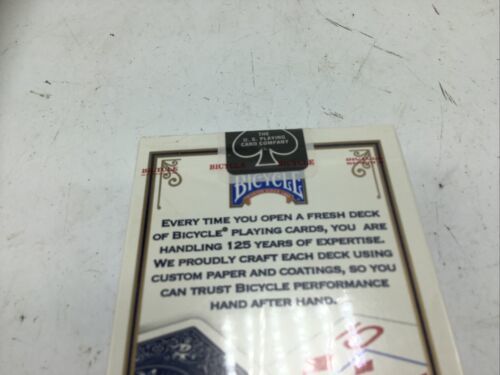 THE
U.S. PLAYING
CARD COMPANY
BICYCLE
BICYCLE
EVERY TIME YOU OPEN A FRESH DECK
OF BICYCLE® PLAYING CARDS, YOU ARE
HANDLING 125 YEARS OF EXPERTISE.
WE PROUDLY CRAFT EACH DECK USING
CUSTOM PAPER AND COATINGS, SO YOU
CAN TRUST BICYCLE PERFORMANCE
HAND AFTER HAND.